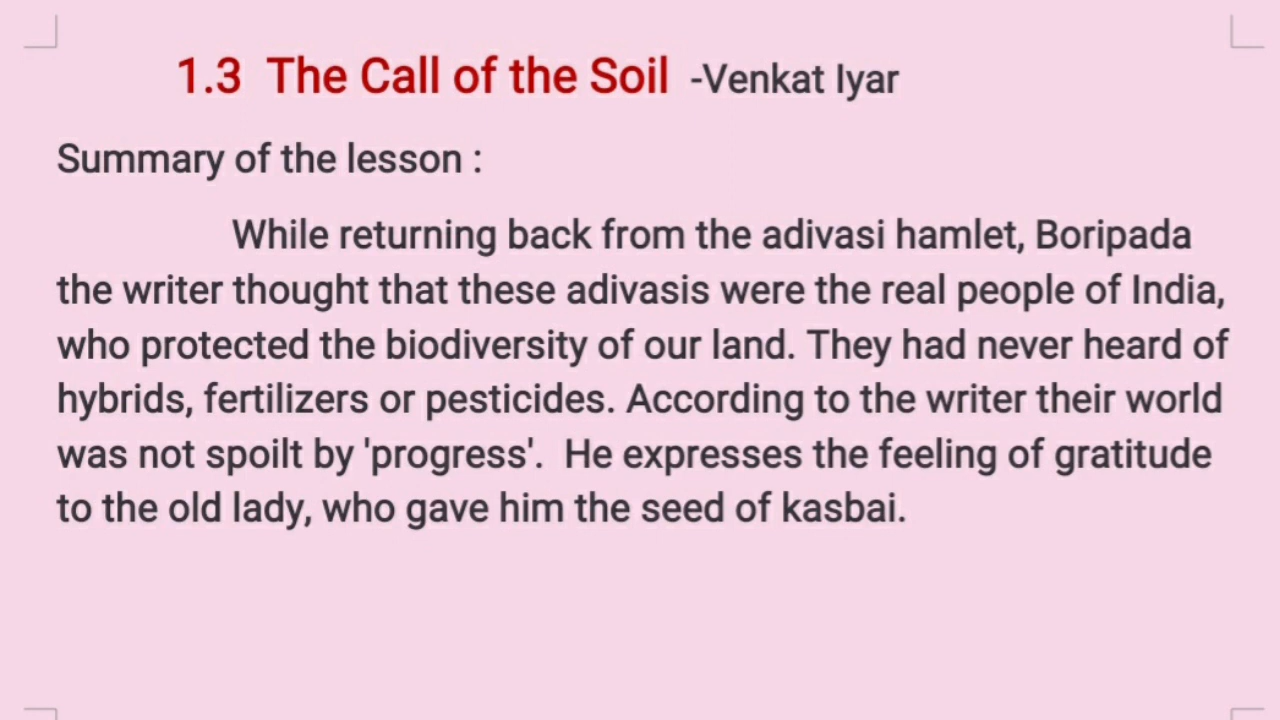 1.3 The Call of the Soil -Venkat Iyar
Summary of the lesson :
While returning back from the adivasi hamlet, Boripada
the writer thought that these adivasis were the real people of India,
who protected the biodiversity of our land. They had never heard of
hybrids, fertilizers or pesticides. According to the writer their world
was not spoilt by 'progress'. He expresses the feeling of gratitude
to the old lady, who gave him the seed of kasbai.